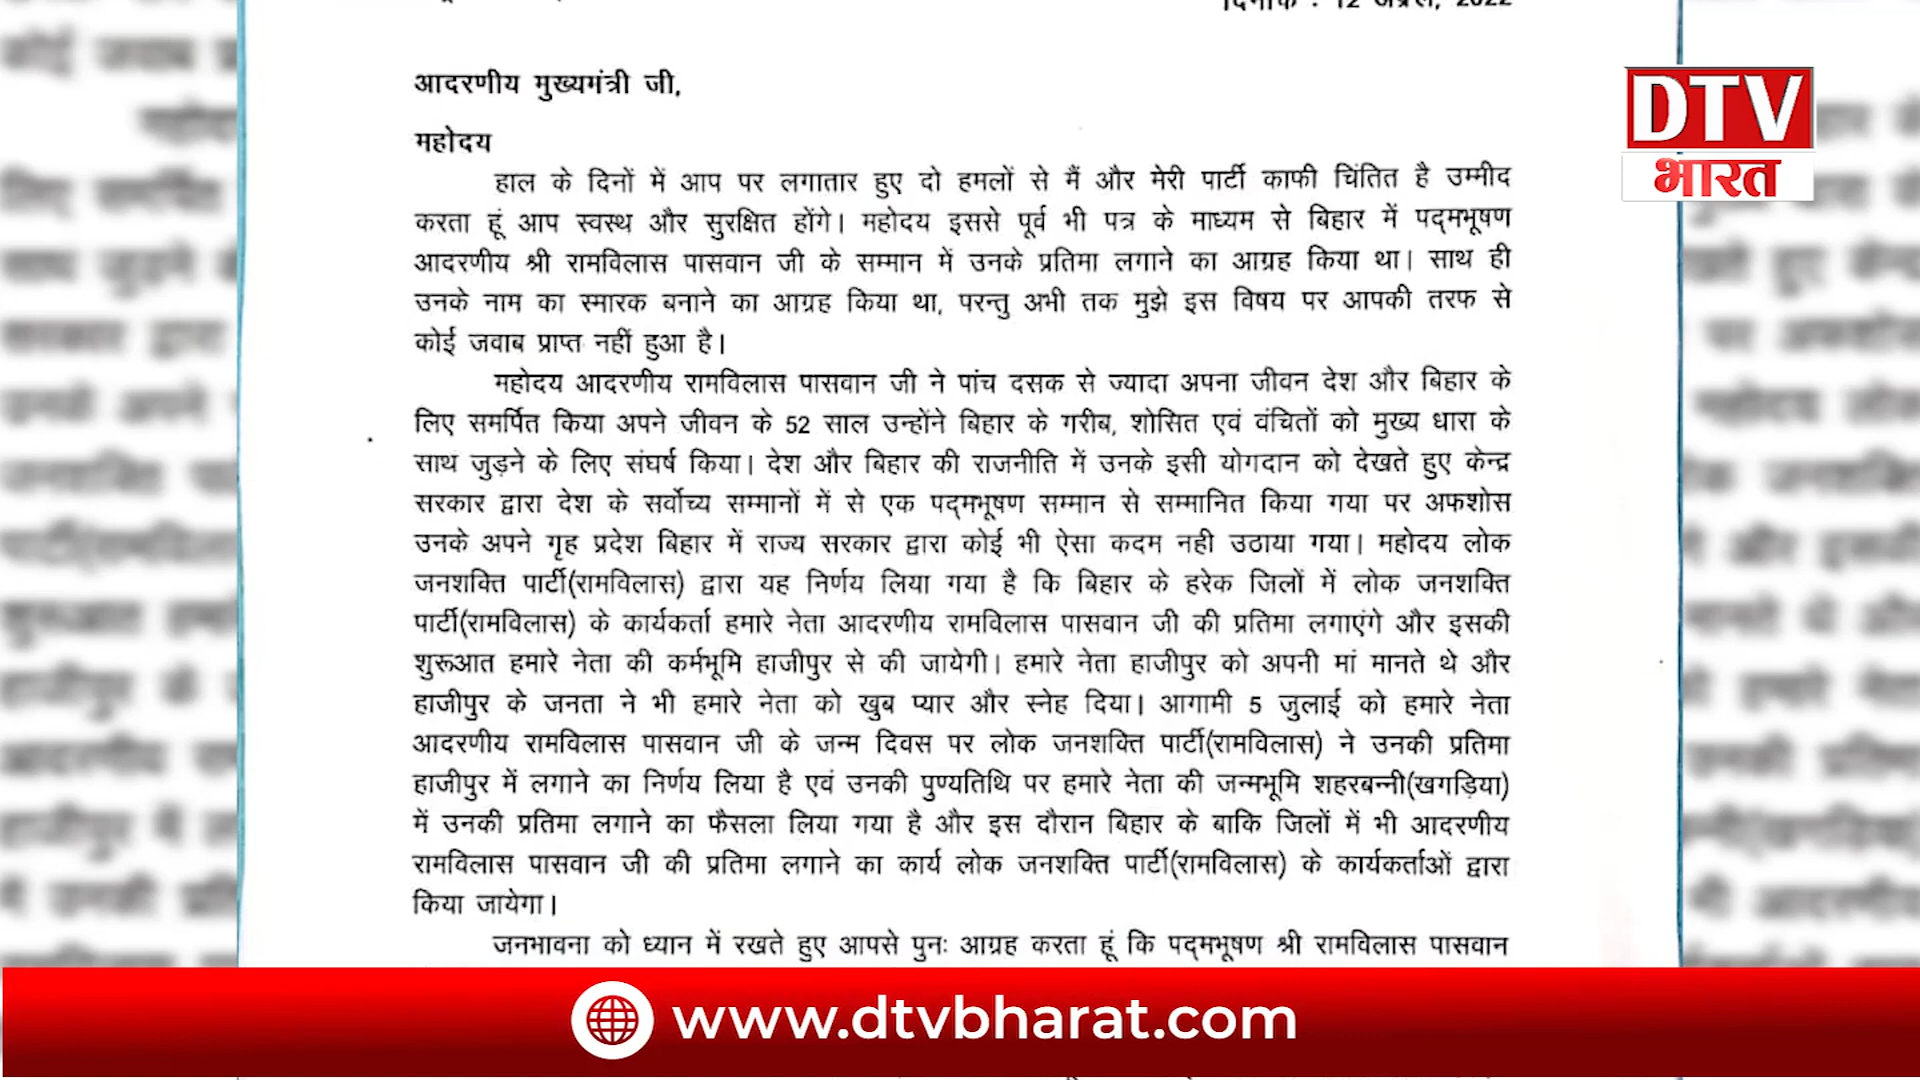 दिनांक : 12 अप्रैल, 2022
DTV
भारत
आदरणीय मुख्यमंत्री जी,
महोदय
हाल के दिनों में आप पर लगातार हुए दो हमलों से मैं और मेरी पार्टी काफी चिंतित है उम्मीद
करता हूं आप स्वस्थ और सुरक्षित होंगे। महोदय इससे पूर्व भी पत्र के माध्यम से बिहार में पद्मभूषण
आदरणीय श्री रामविलास पासवान जी के सम्मान में उनके प्रतिमा लगाने का आग्रह किया था। साथ ही
उनके नाम का स्मारक बनाने का आग्रह किया था, परन्तु अभी तक मुझे इस विषय पर आपकी तरफ से
कोई जवाब प्राप्त नहीं हुआ है।
महोदय आदरणीय रामविलास पासवान जी ने पांच दसक से ज्यादा अपना जीवन देश और बिहार के
लिए समर्पित किया अपने जीवन के 52 साल उन्होंने बिहार के गरीब, शोसित एवं वंचितों को मुख्य धारा के
साथ जुड़ने के लिए संघर्ष किया। देश और बिहार की राजनीति में उनके इसी योगदान को देखते हुए केन्द्र
सरकार द्वारा देश के सर्वोच्य सम्मानों में से एक पद्मभूषण सम्मान से सम्मानित किया गया पर अफशोस
उनके अपने गृह प्रदेश बिहार में राज्य सरकार द्वारा कोई भी ऐसा कदम नही उठाया गया। महोदय लोक
जनशक्ति पार्टी(रामविलास) द्वारा यह निर्णय लिया गया है कि बिहार के हरेक जिलों में लोक जनशक्ति
पार्टी(रामविलास) के कार्यकर्ता हमारे नेता आदरणीय रामविलास पासवान जी की प्रतिमा लगाएंगे और इसकी
शुरूआत हमारे नेता की कर्मभूमि हाजीपुर से की जायेगी। हमारे नेता हाजीपुर को अपनी मां मानते थे और
हाजीपुर के जनता ने भी हमारे नेता को खुब प्यार और स्नेह दिया। आगामी 5 जुलाई को हमारे नेता
आदरणीय रामविलास पासवान जी के जन्म दिवस पर लोक जनशक्ति पार्टी(रामविलास) ने उनकी प्रतिमा
हाजीपुर में लगाने का निर्णय लिया है एवं उनकी पुण्यतिथि पर हमारे नेता की जन्मभूमि शहरबन्नी(खगड़िया)
में उनकी प्रतिमा लगाने का फैसला लिया गया है और इस दौरान बिहार के बाकि जिलों में भी आदरणीय
रामविलास पासवान जी की प्रतिमा लगाने का कार्य लोक जनशक्ति पार्टी(रामविलास) के कार्यकर्ताओं द्वारा
किया जायेगा।
जनभावना को ध्यान में रखते हुए आपसे पुनः आग्रह करता हूं कि पद्मभूषण श्री रामविलास पासवान
www.dtvbharat.com